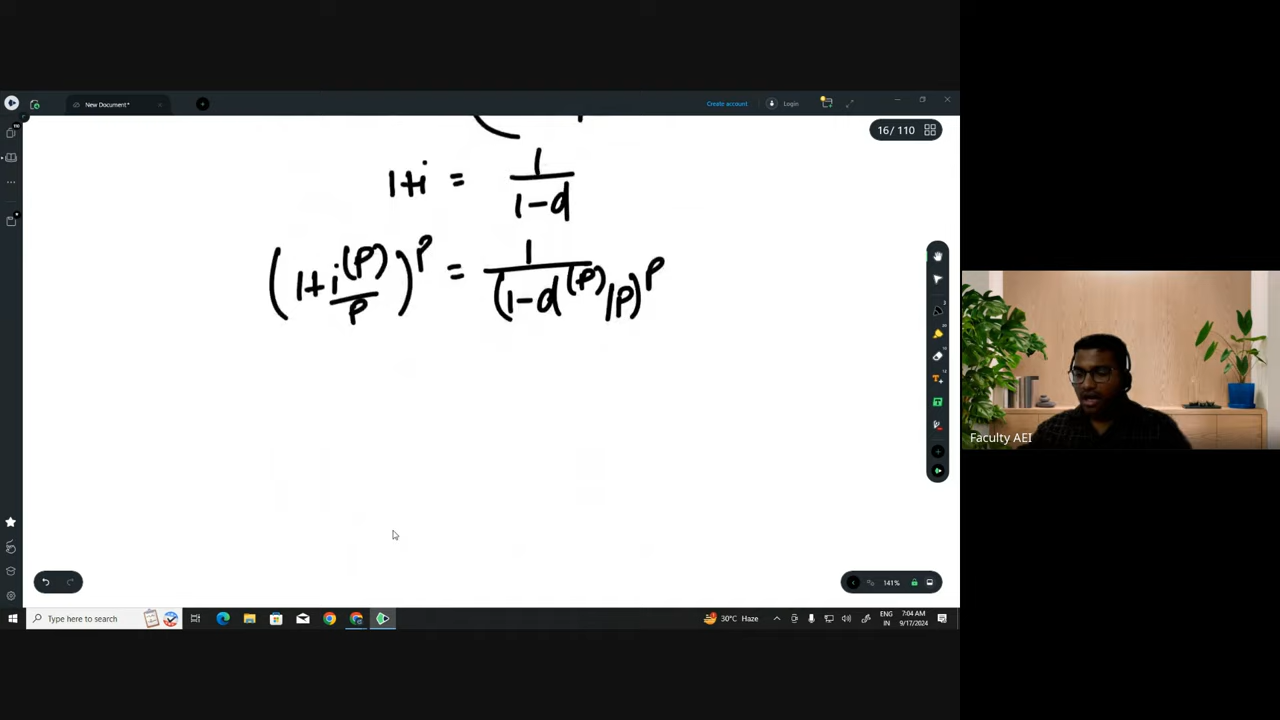 New Document*
Create account
Login
16/ 110
1+i = 1/(1-d)
(1+i^(P)/P)^P = 1/(1-d^(P)/P)^P
Faculty AEI
141%
Type here to search
30°C Haze
ENG
IN
7:04 AM
9/17/2024